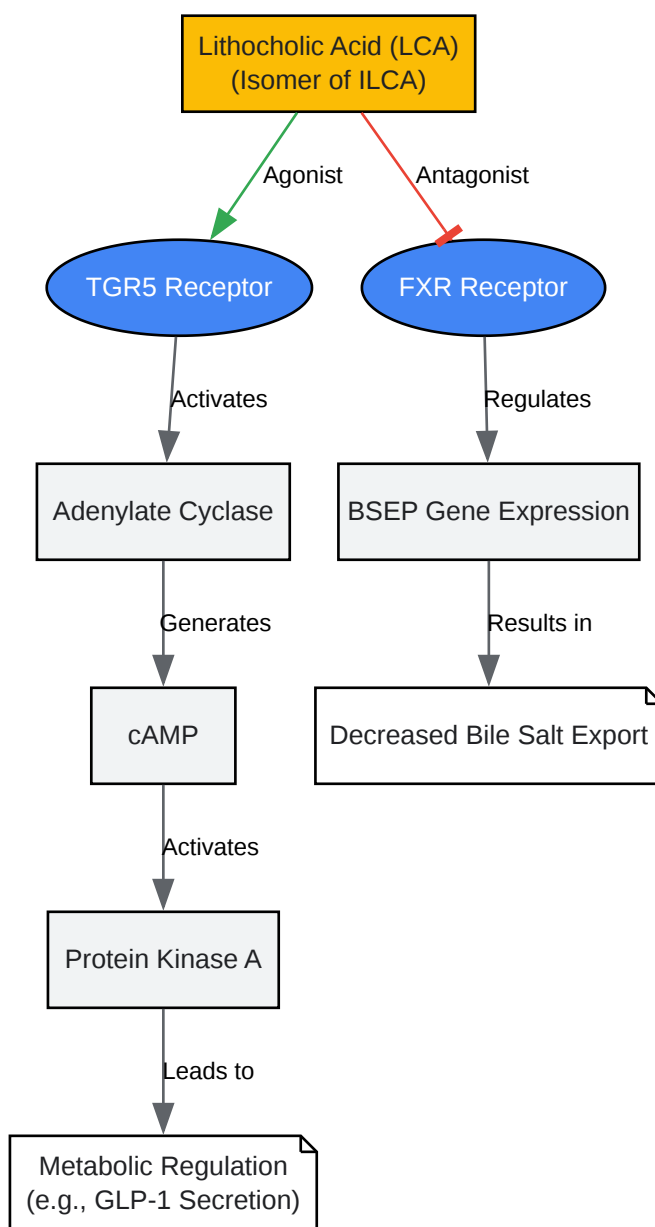 Lithocholic Acid (LCA)
(Isomer of ILCA)
Agonist
Antagonist
TGR5 Receptor
FXR Receptor
Activates
Regulates
Adenylate Cyclase
BSEP Gene Expression
Generates
Results in
cAMP
Decreased Bile Salt Export
Activates
Protein Kinase A
Leads to
Metabolic Regulation
(e.g., GLP-1 Secretion)